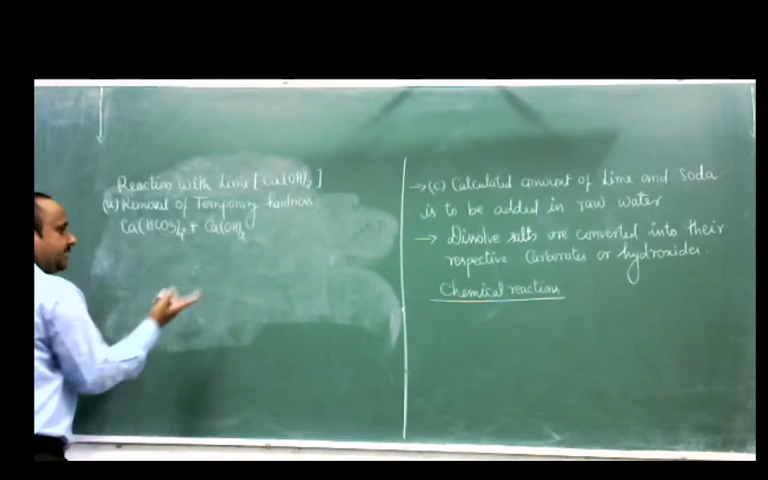 Reaction with Lime [Ca(OH)2]
(a) Removal of Temporary hardness
Ca(HCO3)2 + Ca(OH)2
→(c) Calculated amount of Lime and Soda
is to be added in raw water
→ Dissolve salts are converted into their
respective Carbonates or hydroxides.
Chemical reactions